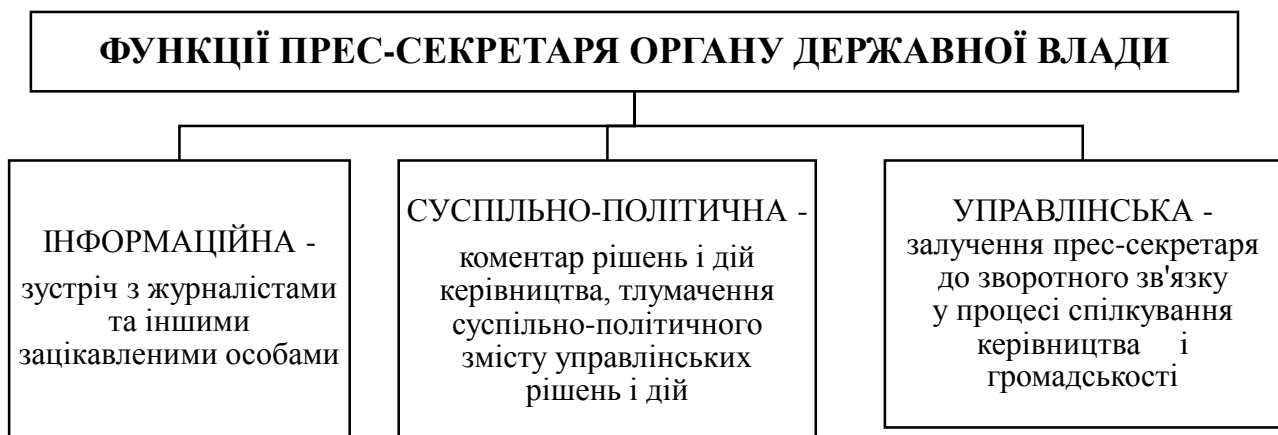 ФУНКЦІЇ ПРЕС-СЕКРЕТАРЯ ОРГАНУ ДЕРЖАВНОЇ ВЛАДИ
ІНФОРМАЦІЙНА -
зустріч з журналістами
та іншими
зацікавленими особами
СУСПІЛЬНО-ПОЛІТИЧНА -
коментар рішень і дій
керівництва, тлумачення
суспільно-політичного
змісту управлінських
рішень і дій
УПРАВЛІНСЬКА -
залучення прес-секретаря
до зворотного зв'язку
у процесі спілкування
керівництва і
громадськості